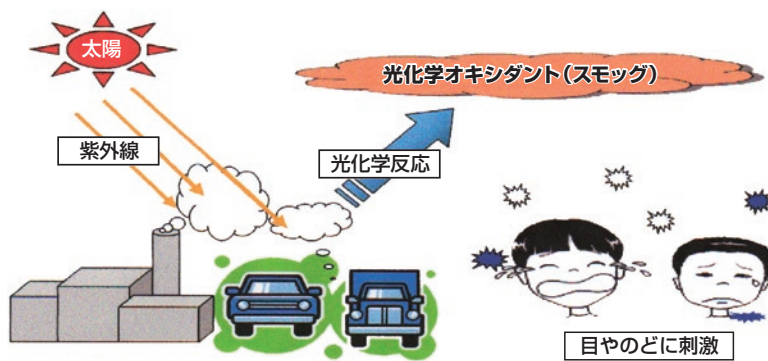 太陽
光化学オキシダント(スモッグ)
紫外線
光化学反応
目やのどに刺激